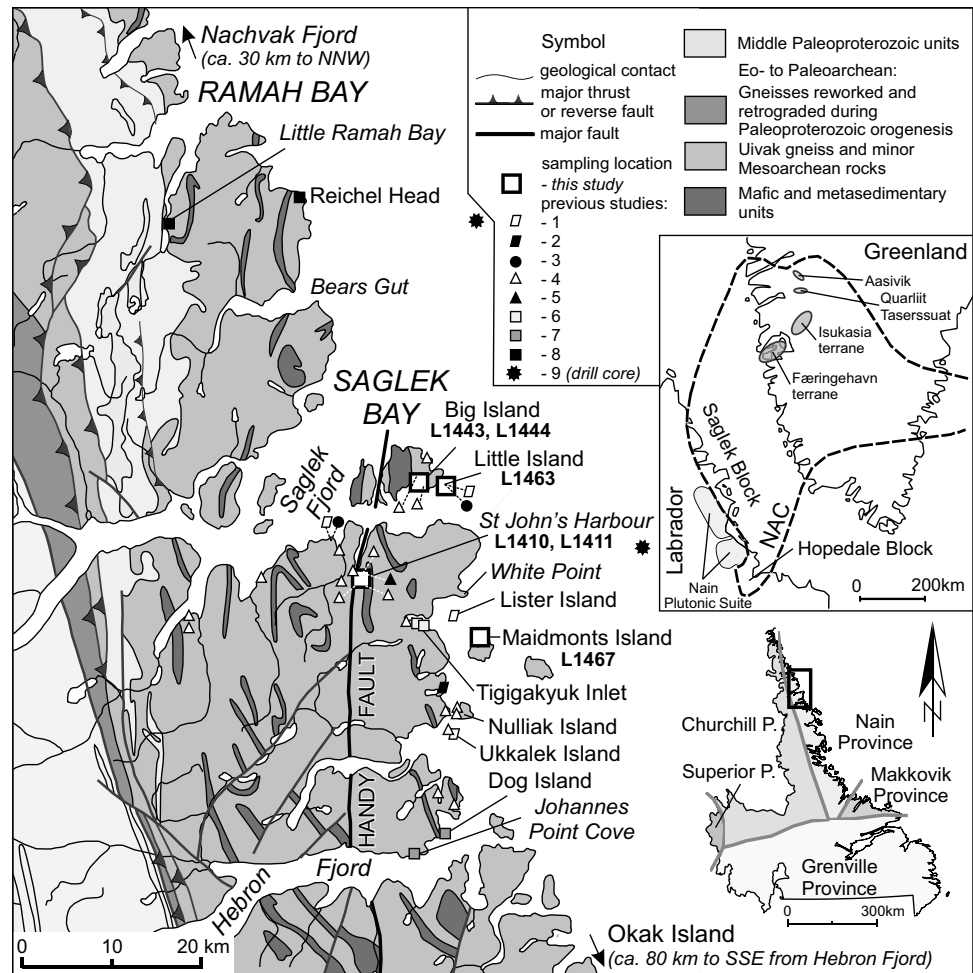 Nachvak Fjord
(ca. 30 km to NNW)
RAMAH BAY
Little Ramah Bay
Reichel Head
Bears Gut
SAGLEK
BAY
Big Island
L1443, L1444
Little Island
L1463
Saglek
Fjord
St John's Harbour
L1410, L1411
White Point
Lister Island
Maidmonts Island
L1467
Tigigakyuk Inlet
Nulliak Island
Ukkalek Island
Dog Island
Johannes
Point Cove
HANDY FAULT
Hebron
Fjord
Okak Island
(ca. 80 km to SSE from Hebron Fjord)
0 10 20 km
Symbol
geological contact
major thrust
or reverse fault
major fault
sampling location
- this study
previous studies:
- 1
- 2
- 3
- 4
- 5
- 6
- 7
- 8
- 9 (drill core)
Middle Paleoproterozoic units
Eo- to Paleoarchean:
Gneisses reworked and
retrograded during
Paleoproterozoic orogenesis
Uivak gneiss and minor
Mesoarchean rocks
Mafic and metasedimentary
units
Greenland
Aasivik
Quarliit
Taserssuat
Isukasia
terrane
Færingehavn
terrane
Saglek Block
NAC
Labrador
Hopedale Block
Nain
Plutonic Suite
0 200km
Churchill P.
Nain
Province
Superior P.
Makkovik
Province
Grenville
Province
0 300km
N